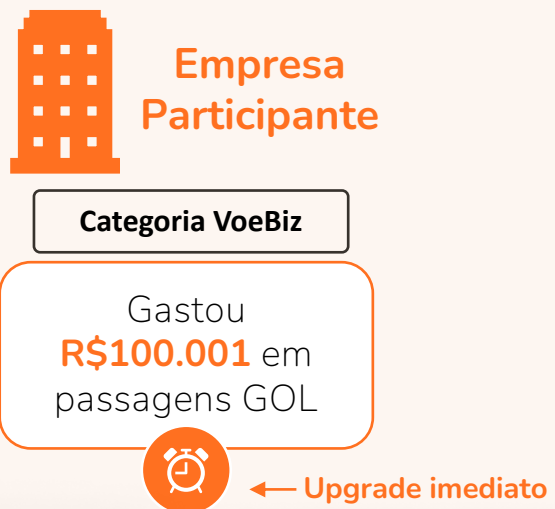 Empresa
Participante
Categoria VoeBiz
Gastou
R$100.001 em
passagens GOL
Upgrade imediato